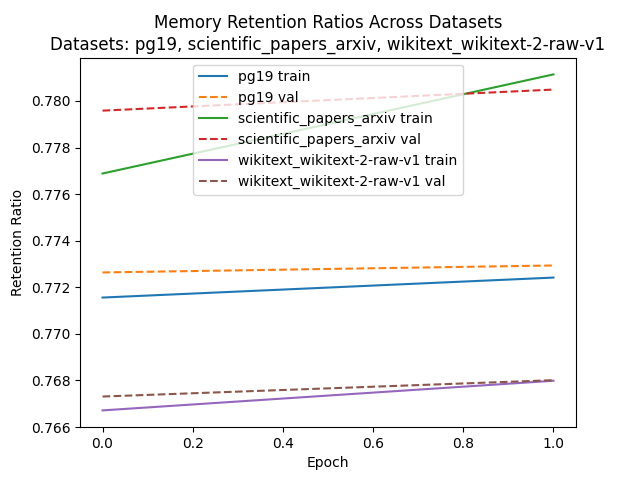 Memory Retention Ratios Across Datasets
Datasets: pg19, scientific_papers_arxiv, wikitext_wikitext-2-raw-v1
pg19 train
pg19 val
scientific_papers_arxiv train
scientific_papers_arxiv val
wikitext_wikitext-2-raw-v1 train
wikitext_wikitext-2-raw-v1 val
Retention Ratio
0.780
0.778
0.776
0.774
0.772
0.770
0.768
0.766
0.0 0.2 0.4 0.6 0.8 1.0
Epoch